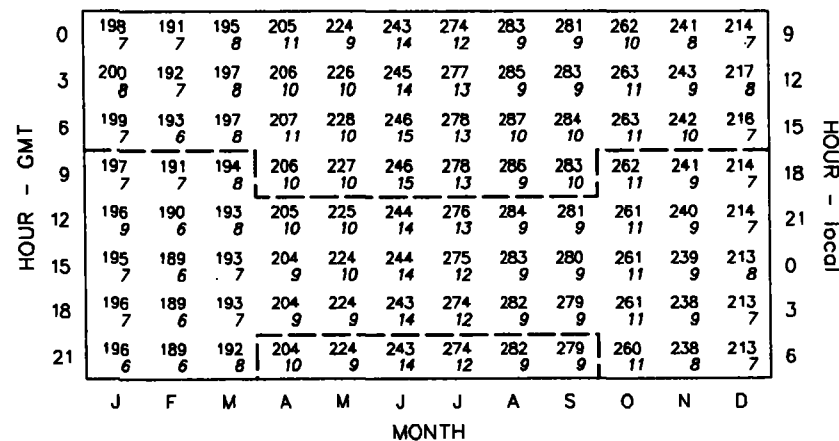 0 198 191 195 205 224 243 274 283 281 262 241 214 9
7 7 8 11 9 14 12 9 9 10 8 7
3 200 192 197 206 226 245 277 285 283 263 243 217 12
8 7 8 10 10 14 13 9 9 11 9 8
6 199 193 197 207 228 246 278 287 284 263 242 216 15
7 6 8 11 10 15 13 10 10 11 10 7
9 197 191 194 206 227 246 278 286 283 262 241 214 18
7 7 8 10 10 15 13 9 10 11 9 7
12 196 190 193 205 225 244 276 284 281 261 240 214 21
9 6 8 10 10 14 13 9 9 11 9 7
15 195 189 193 204 224 244 275 283 280 261 239 213 0
7 6 7 9 10 14 12 9 9 11 9 8
18 196 189 193 204 224 243 274 282 279 261 238 213 3
7 6 7 9 9 14 12 9 9 11 9 7
21 196 189 192 204 224 243 274 282 279 260 238 213 6
6 6 8 10 9 14 12 9 9 11 8 7
J F M A M J J A S O N D
MONTH
HOUR - GMT
HOUR - local